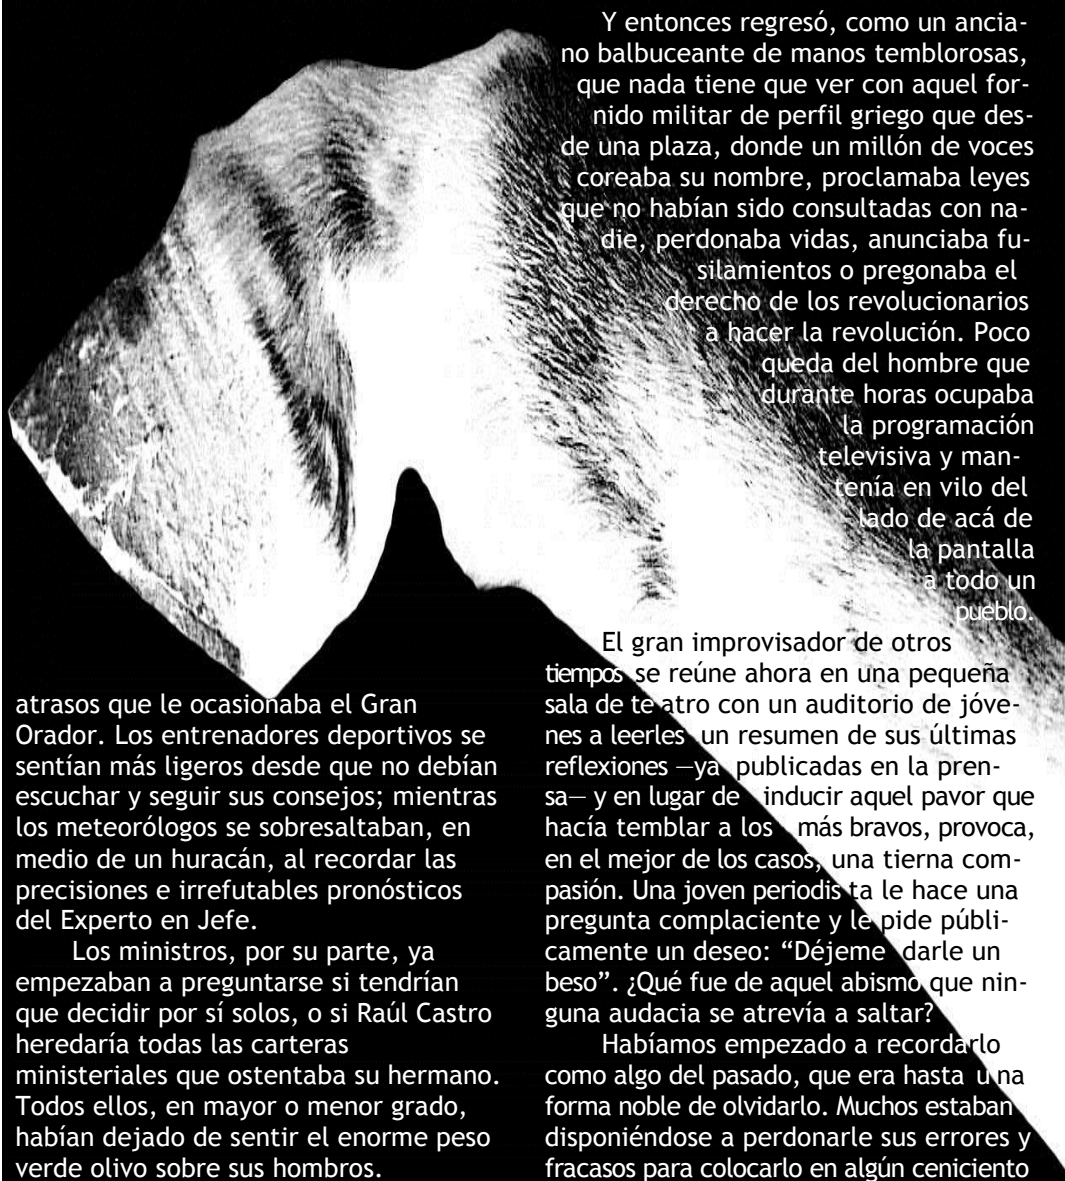 atrasos que le ocasionaba el Gran
Orador. Los entrenadores deportivos se
sentían más ligeros desde que no debían
escuchar y seguir sus consejos; mientras
los meteorólogos se sobresaltaban, en
medio de un huracán, al recordar las
precisiones e irrefutables pronósticos
del Experto en Jefe.
Los ministros, por su parte, ya
empezaban a preguntarse si tendrían
que decidir por sí solos, o si Raúl Castro
heredaría todas las carteras
ministeriales que ostentaba su hermano.
Todos ellos, en mayor o menor grado,
habían dejado de sentir el enorme peso
verde olivo sobre sus hombros.
Y entonces regresó, como un ancia-
no balbuceante de manos temblorosas,
que nada tiene que ver con aquel for-
nido militar de perfil griego que des-
de una plaza, donde un millón de voces
coreaba su nombre, proclamaba leyes
que no habían sido consultadas con na-
die, perdonaba vidas, anunciaba fu-
silamientos o pregonaba el
derecho de los revolucionarios
a hacer la revolución. Poco
queda del hombre que
durante horas ocupaba
la programación
televisiva y man-
tenía en vilo del
lado de acá de
la pantalla
a todo un
pueblo.
El gran improvisador de otros
tiempos se reúne ahora en una pequeña
sala de te atro con un auditorio de jóve-
nes a leerles un resumen de sus últimas
reflexiones —ya publicadas en la pren-
sa— y en lugar de inducir aquel pavor que
hacía temblar a los más bravos, provoca,
en el mejor de los casos, una tierna com-
pasión. Una joven periodis ta le hace una
pregunta complaciente y le pide públi-
camente un deseo: “Déjeme darle un
beso”. ¿Qué fue de aquel abismo que nin-
guna audacia se atrevía a saltar?
Habíamos empezado a recordarlo
como algo del pasado, que era hasta u na
forma noble de olvidarlo. Muchos estaban
disponiéndose a perdonarle sus errores y
fracasos para colocarlo en algún ceniciento